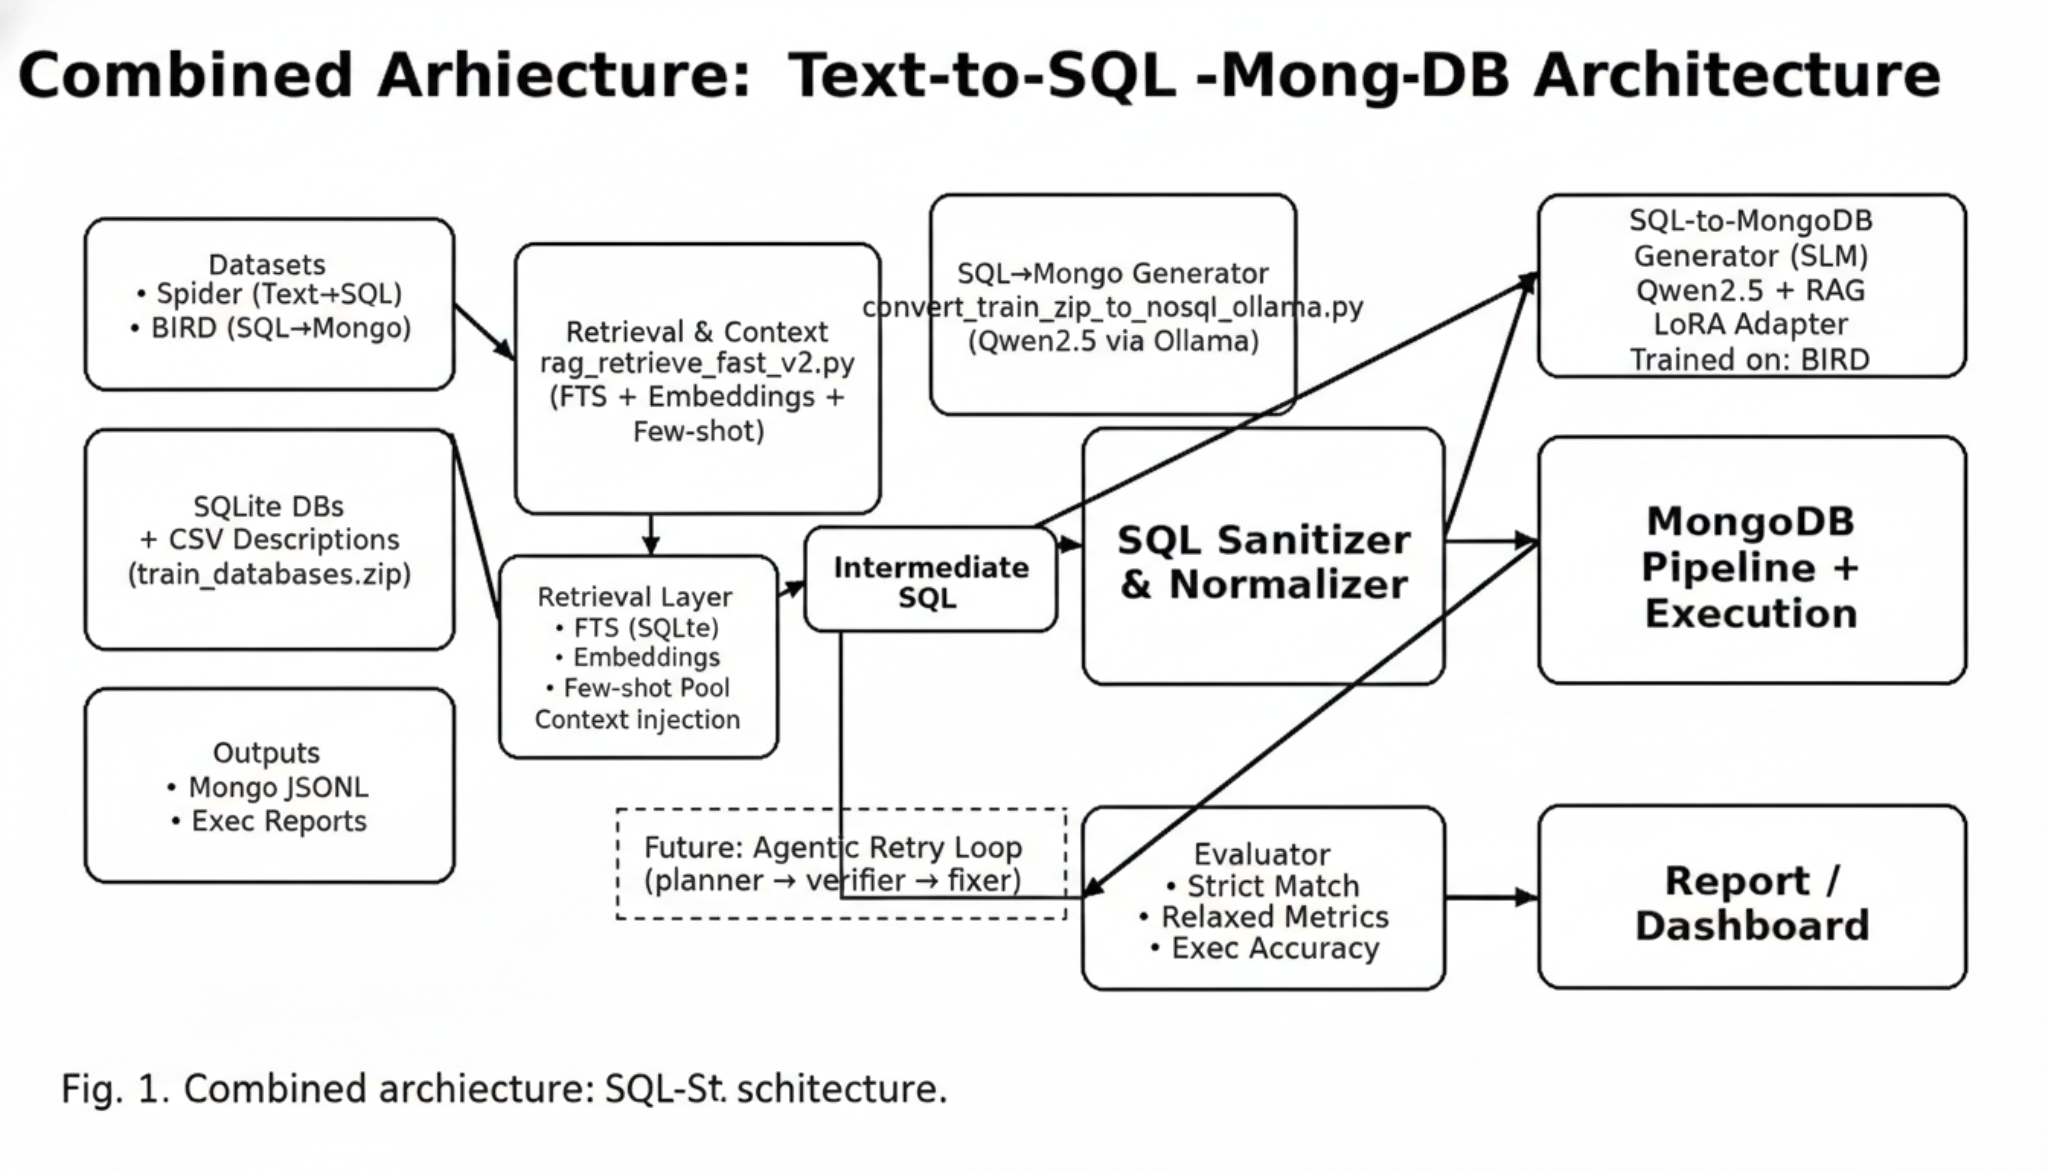 Combined Arhiecture: Text-to-SQL -Mong-DB Architecture
Datasets
• Spider (Text→SQL)
• BIRD (SQL→Mongo)
SQLite DBs
+ CSV Descriptions
(train_databases.zip)
Outputs
• Mongo JSONL
• Exec Reports
Retrieval & Context
rag_retrieve_fast_v2.py
(FTS + Embeddings +
Few-shot)
Retrieval Layer
• FTS (SQLte)
• Embeddings
• Few-shot Pool
Context injection
SQL→Mongo Generator
convert_train_zip_to_nosql_ollama.py
(Qwen2.5 via Ollama)
Intermediate
SQL
SQL Sanitizer
& Normalizer
SQL-to-MongoDB
Generator (SLM)
Qwen2.5 + RAG
LoRA Adapter
Trained on: BIRD
MongoDB
Pipeline +
Execution
Future: Agentic Retry Loop
(planner → verifier → fixer)
Evaluator
• Strict Match
• Relaxed Metrics
• Exec Accuracy
Report /
Dashboard
Fig. 1. Combined archiecture: SQL-St. schitecture.